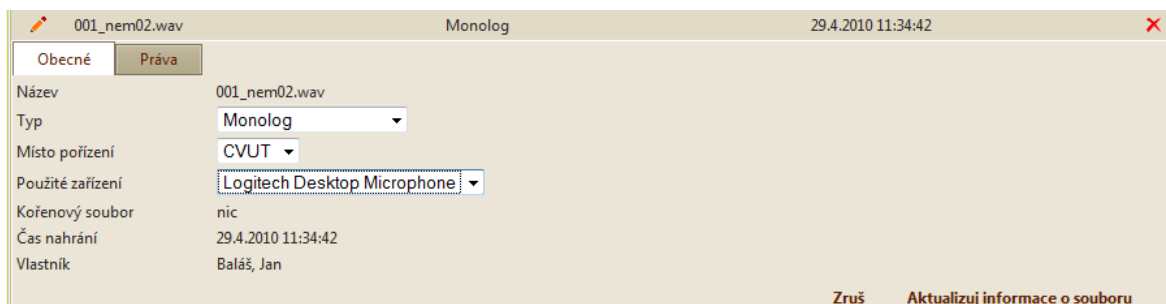 001_nem02.wav Monolog 29.4.2010 11:34:42
Obecné Práva
Název 001_nem02.wav
Typ Monolog
Místo pořízení CVUT
Použité zařízení Logitech Desktop Microphone
Kořenový soubor nic
Čas nahrání 29.4.2010 11:34:42
Vlastník Baláš, Jan
Zruš Aktualizuj informace o souboru